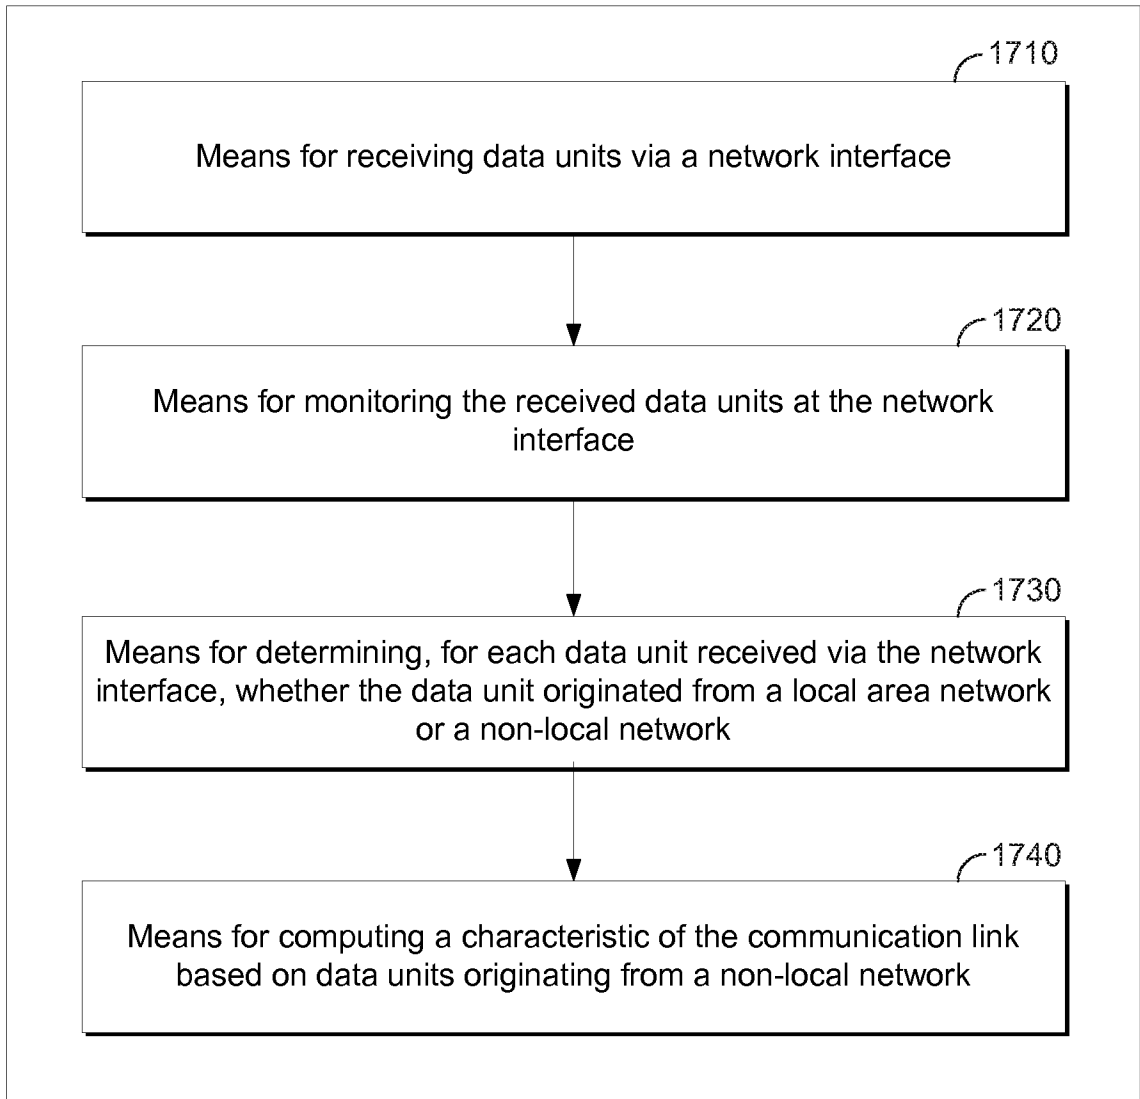 1710
Means for receiving data units via a network interface
1720
Means for monitoring the received data units at the network
interface
1730
Means for determining, for each data unit received via the network
interface, whether the data unit originated from a local area network
or a non-local network
1740
Means for computing a characteristic of the communication link
based on data units originating from a non-local network